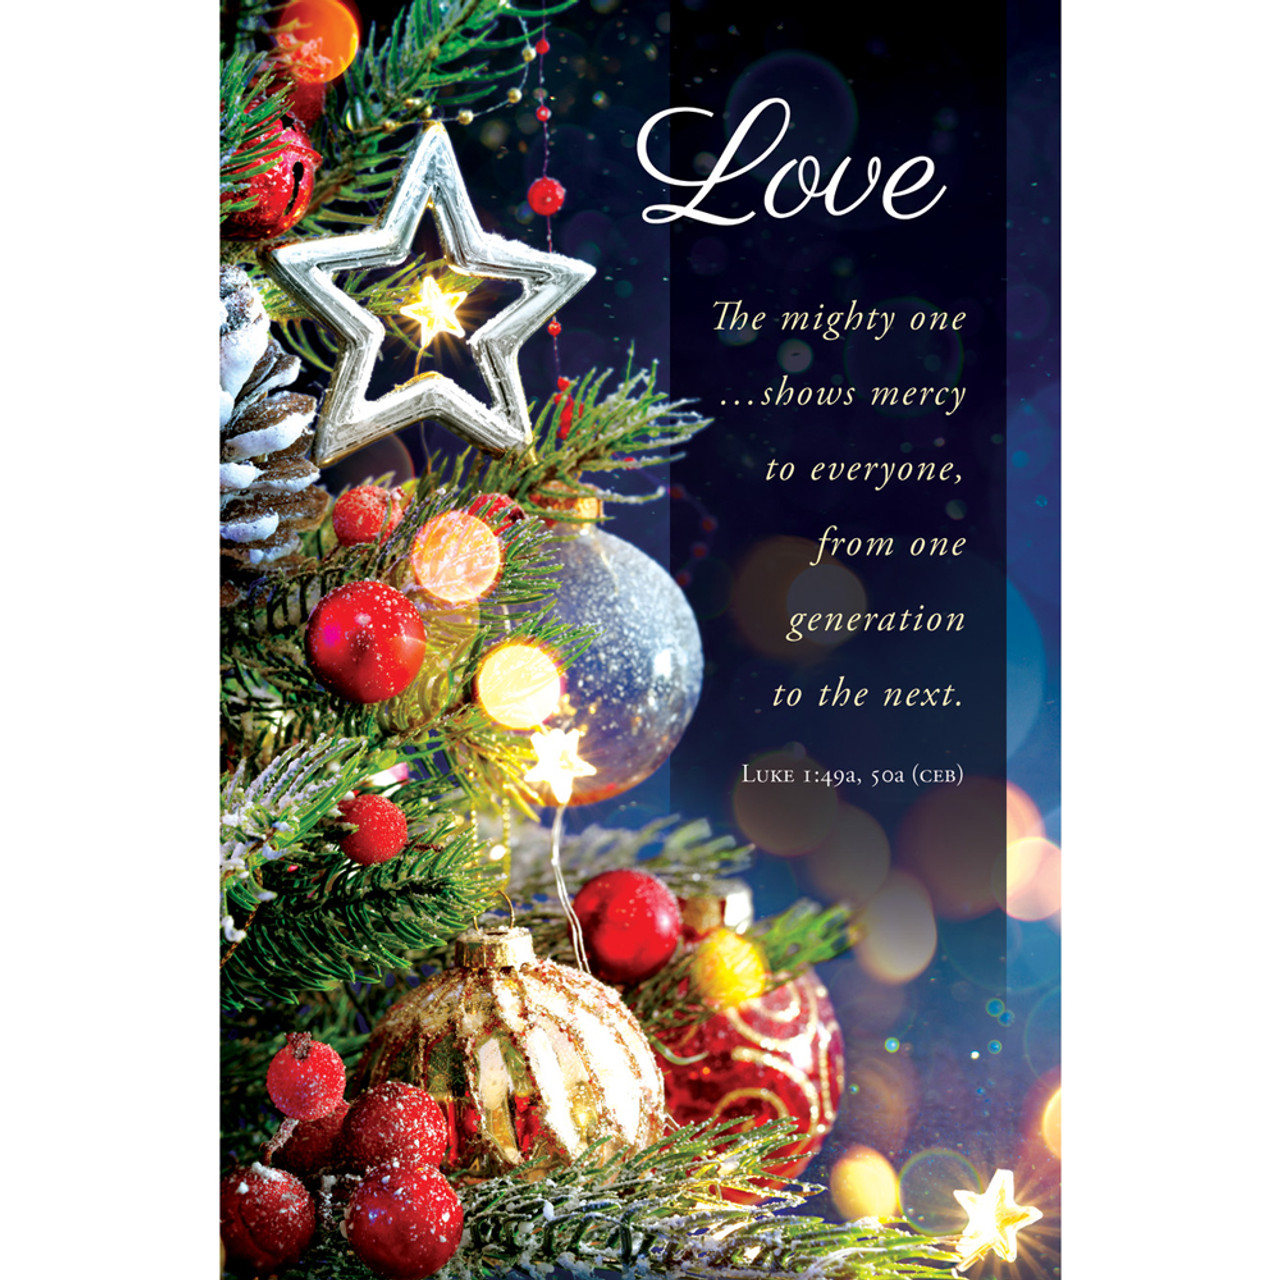 Love
The mighty one
...shows mercy
to everyone,
from one
generation
to the next.
Luke 1:49a, 50a (CEB)